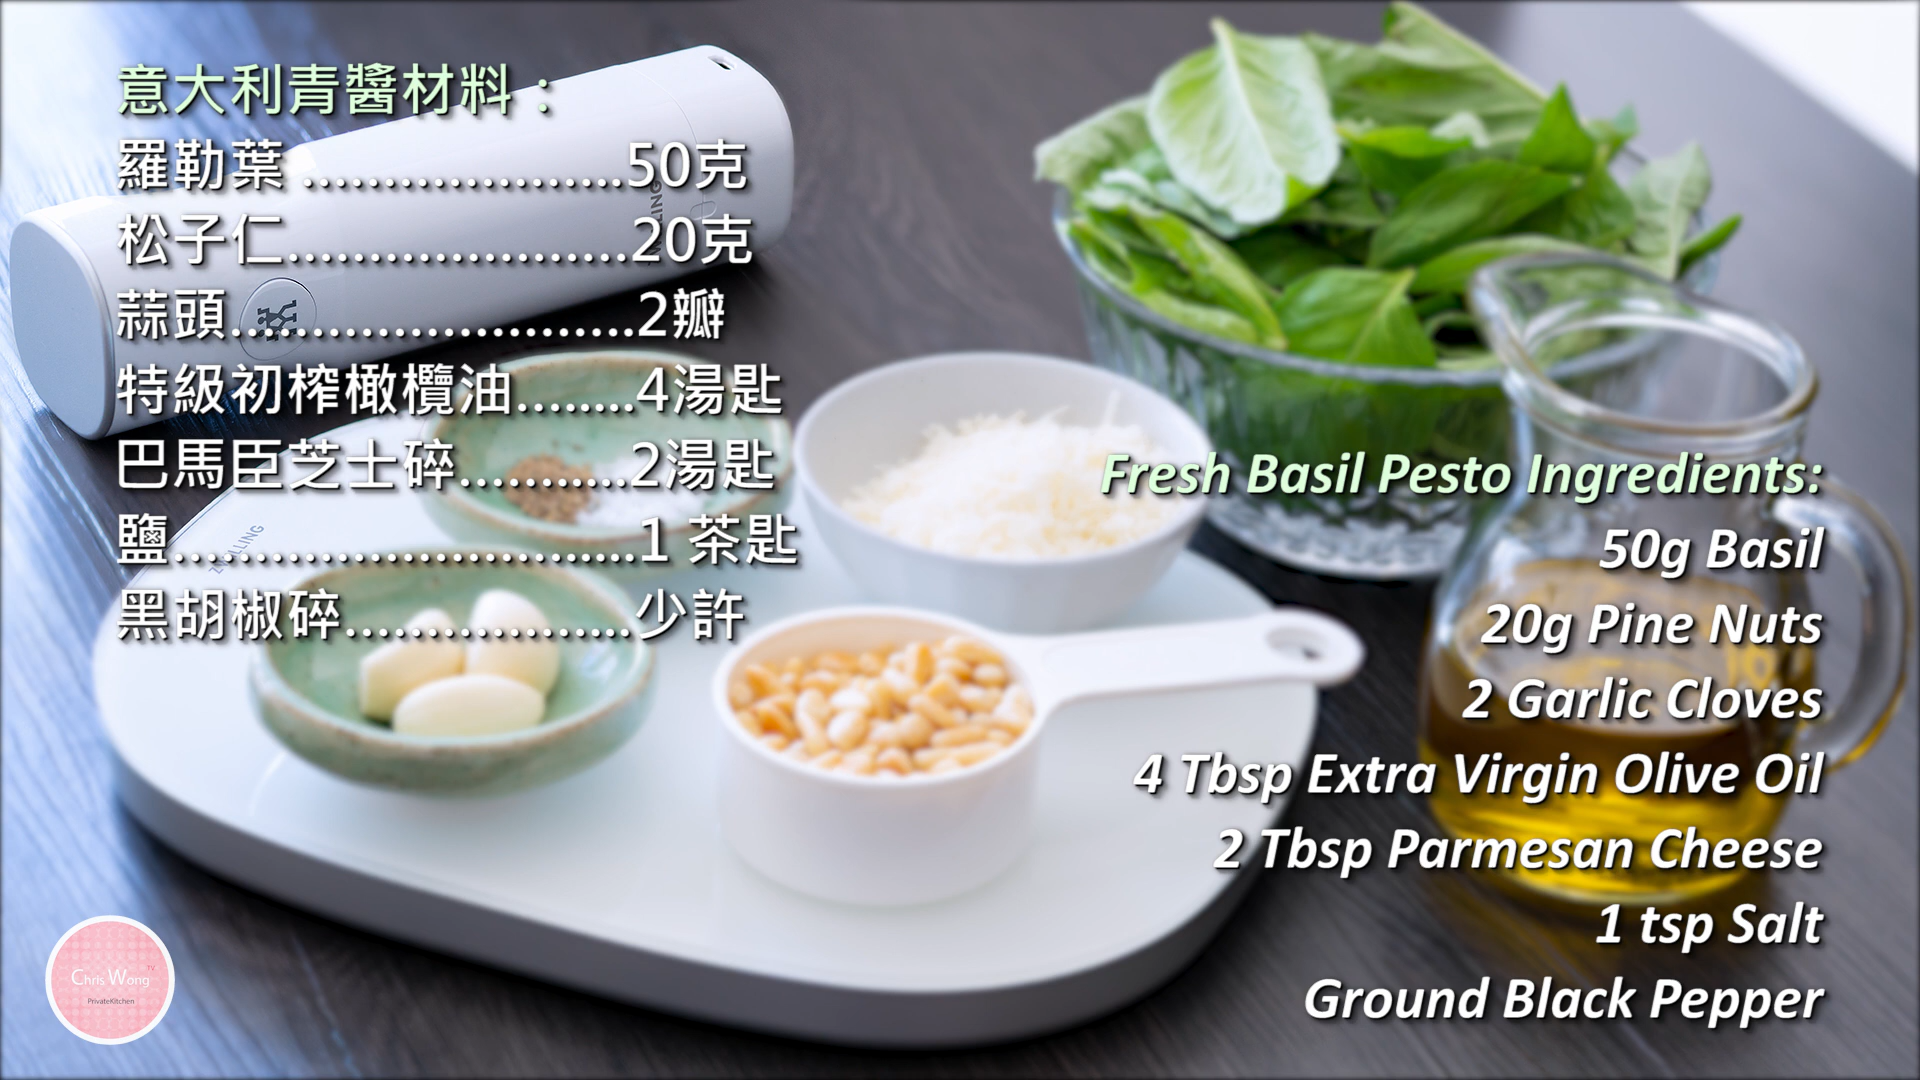 意大利青醬材料：
羅勒葉 ....................50克
松子仁.....................20克
蒜頭.........................2瓣
特級初榨橄欖油........4湯匙
巴馬臣芝士碎...........2湯匙
鹽.............................1 茶匙
黑胡椒碎..................少許
Fresh Basil Pesto Ingredients:
50g Basil
20g Pine Nuts
2 Garlic Cloves
4 Tbsp Extra Virgin Olive Oil
2 Tbsp Parmesan Cheese
1 tsp Salt
Ground Black Pepper
Chris Wong TV
PrivateKitchen